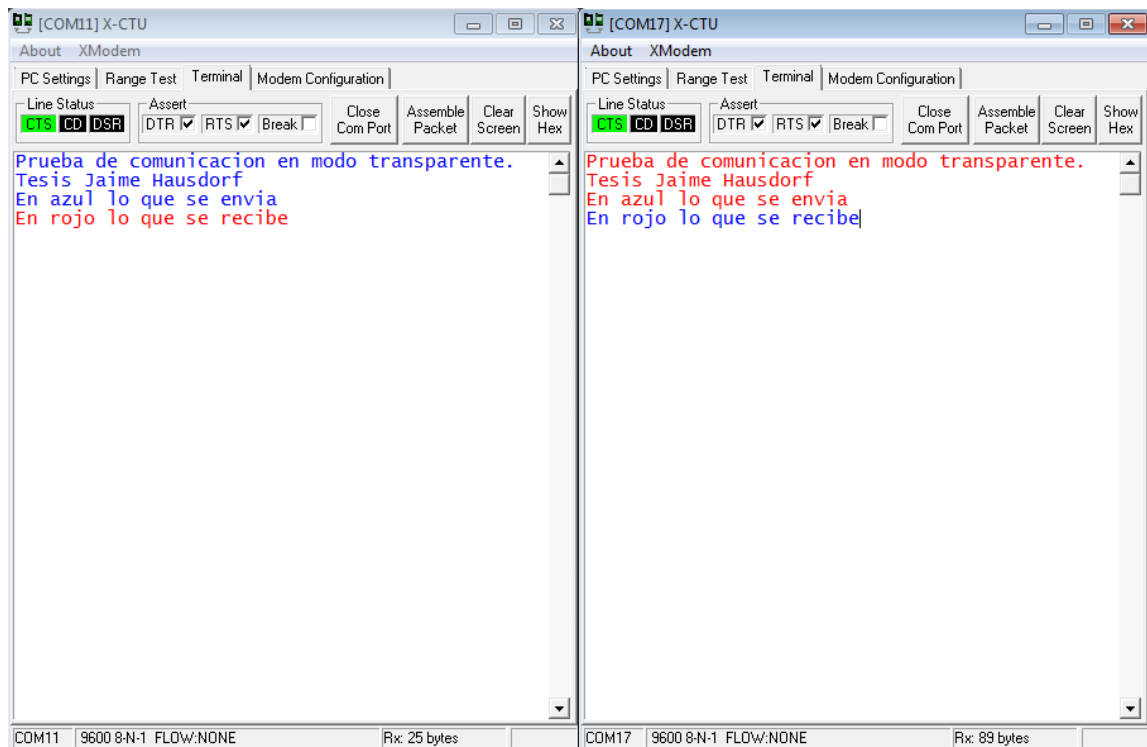 [COM11] X-CTU
About XModem
PC Settings Range Test Terminal Modem Configuration
Line Status Assert
CTS CD DSR DTR RTS Break
Close Com Port
Assemble Packet
Clear Screen
Show Hex
Prueba de comunicacion en modo transparente.
Tesis Jaime Hausdorf
En azul lo que se envia
En rojo lo que se recibe
COM11 9600 8-N-1 FLOW:NONE Rx: 25 bytes
[COM17] X-CTU
About XModem
PC Settings Range Test Terminal Modem Configuration
Line Status Assert
CTS CD DSR DTR RTS Break
Close Com Port
Assemble Packet
Clear Screen
Show Hex
Prueba de comunicacion en modo transparente.
Tesis Jaime Hausdorf
En azul lo que se envia
En rojo lo que se recibe
COM17 9600 8-N-1 FLOW:NONE Rx: 89 bytes